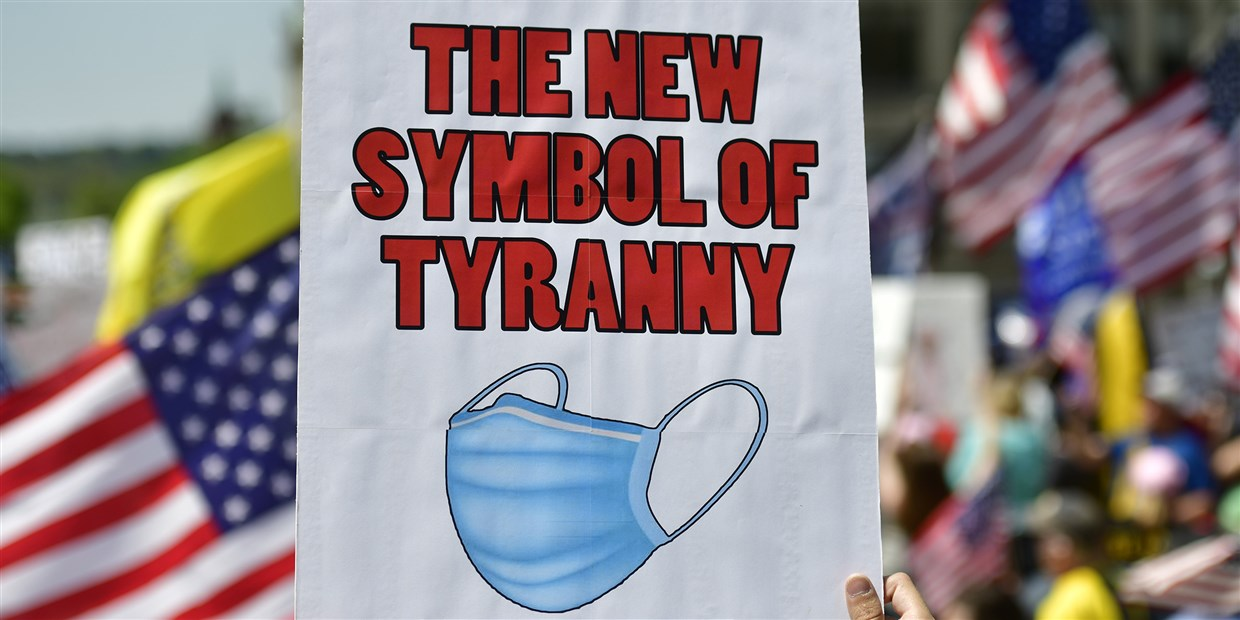 THE NEW
SYMBOL OF
TYRANNY